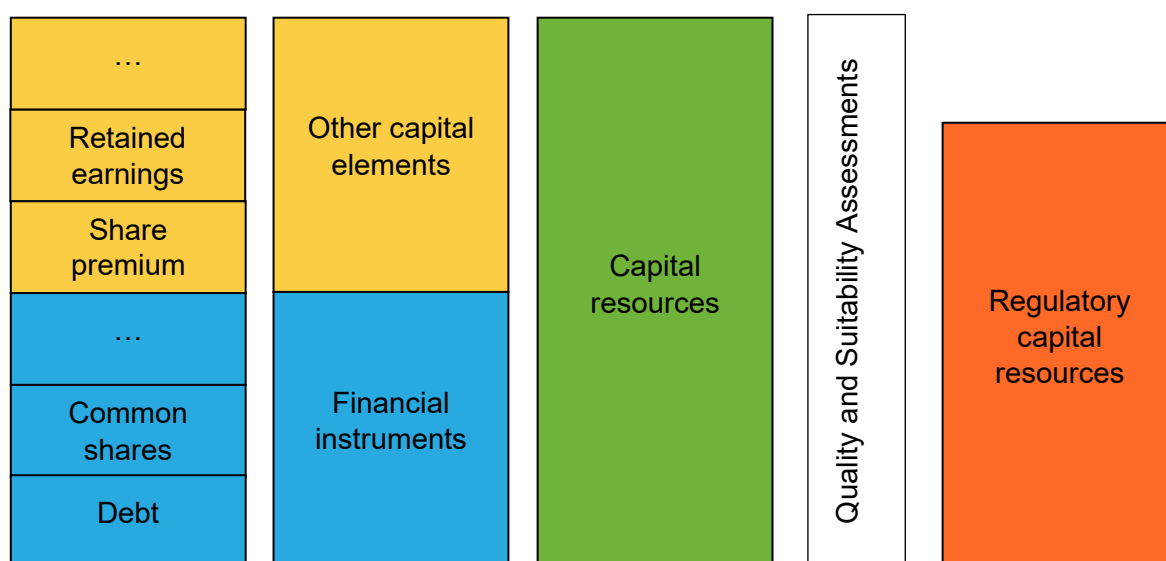 …
Retained
earnings
Share
premium
…
Common
shares
Debt
Other capital
elements
Financial
instruments
Capital
resources
Quality and Suitability Assessments
Regulatory
capital
resources